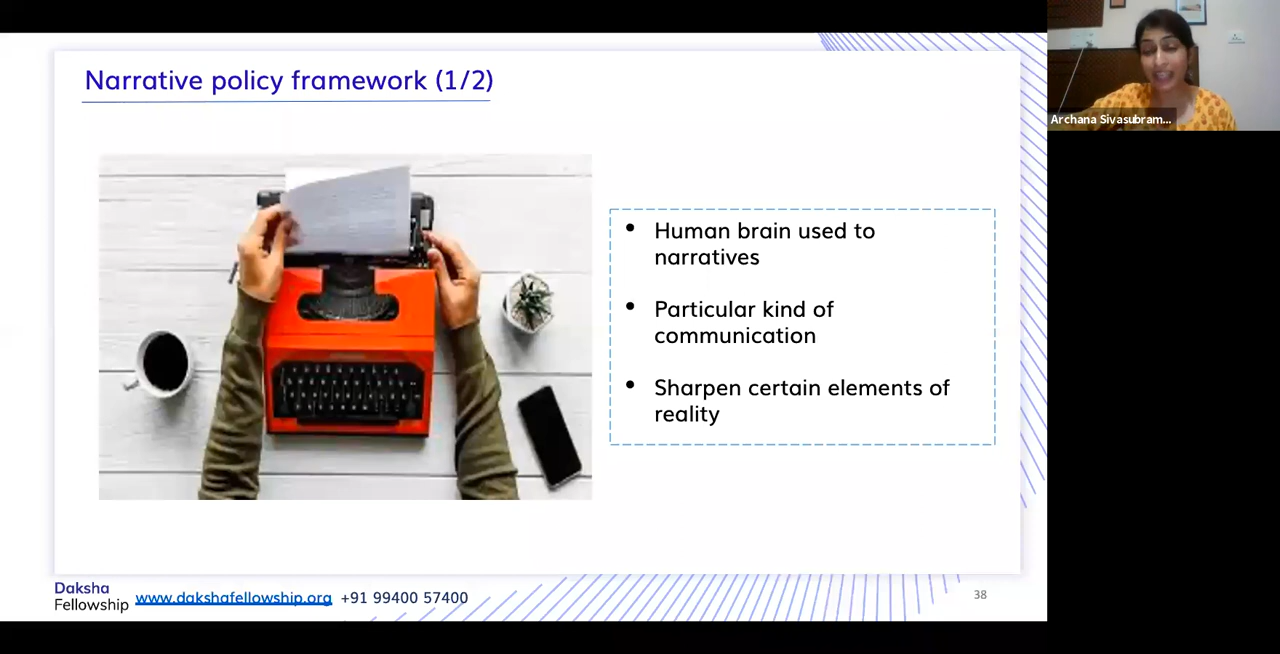 Narrative policy framework (1/2)
Archana Sivasubram...
• Human brain used to
narratives
• Particular kind of
communication
• Sharpen certain elements of
reality
Daksha
Fellowship
www.dakshafellowship.org +91 99400 57400
38